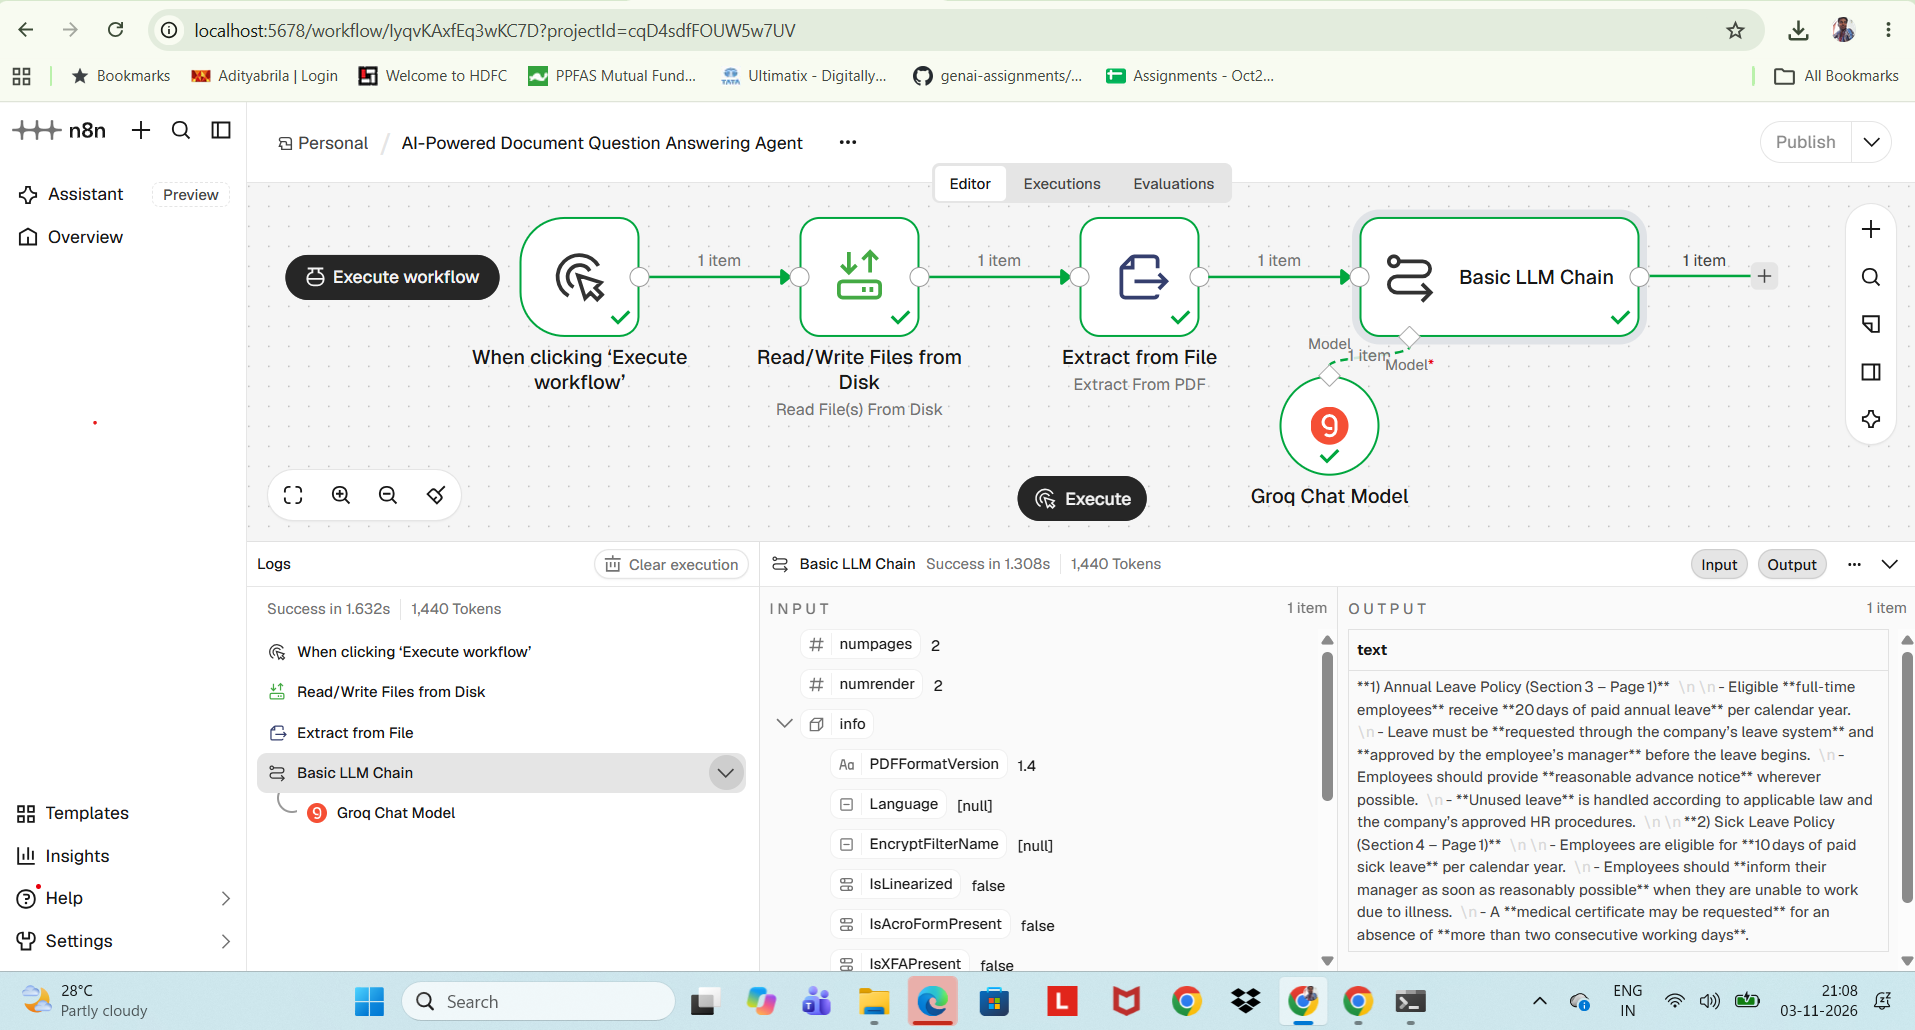 localhost:5678/workflow/IyqvKAxfEq3wKC7D?projectId=cqD4sdfFOUW5w7UV
Bookmarks
Adityabrila | Login
Welcome to HDFC
PPFAS Mutual Fund...
Ultimatix - Digitally...
genai-assignments/...
Assignments - Oct2...
All Bookmarks
n8n
Personal / AI-Powered Document Question Answering Agent ...
Publish
Assistant
Preview
Overview
Editor
Executions
Evaluations
Execute workflow
1 item
1 item
1 item
Basic LLM Chain
1 item
When clicking ‘Execute
workflow’
Read/Write Files from
Disk
Read File(s) From Disk
Extract from File
Extract From PDF
Model
1 item
Model*
Groq Chat Model
Execute
Logs
Clear execution
Success in 1.632s
1,440 Tokens
When clicking ‘Execute workflow’
Read/Write Files from Disk
Extract from File
Basic LLM Chain
Groq Chat Model
Templates
Insights
Help
Settings
Basic LLM Chain
Success in 1.308s
1,440 Tokens
Input
Output
INPUT
1 item
numpages 2
numrender 2
info
PDFFormatVersion 1.4
Language [null]
EncryptFilterName [null]
IsLinearized false
IsAcroFormPresent false
IsXFAPresent false
OUTPUT
1 item
text
**1) Annual Leave Policy (Section 3 – Page 1)** \n\n- Eligible **full-time
employees** receive **20 days of paid annual leave** per calendar year.
\n- Leave must be **requested through the company’s leave system** and
**approved by the employee’s manager** before the leave begins. \n-
Employees should provide **reasonable advance notice** wherever
possible. \n- **Unused leave** is handled according to applicable law and
the company’s approved HR procedures. \n\n**2) Sick Leave Policy
(Section 4 – Page 1)** \n\n- Employees are eligible for **10 days of paid
sick leave** per calendar year. \n- Employees should **inform their
manager as soon as reasonably possible** when they are unable to work
due to illness. \n- A **medical certificate may be requested** for an
absence of **more than two consecutive working days**.
28°C
Partly cloudy
Search
ENG
IN
21:08
03-11-2026